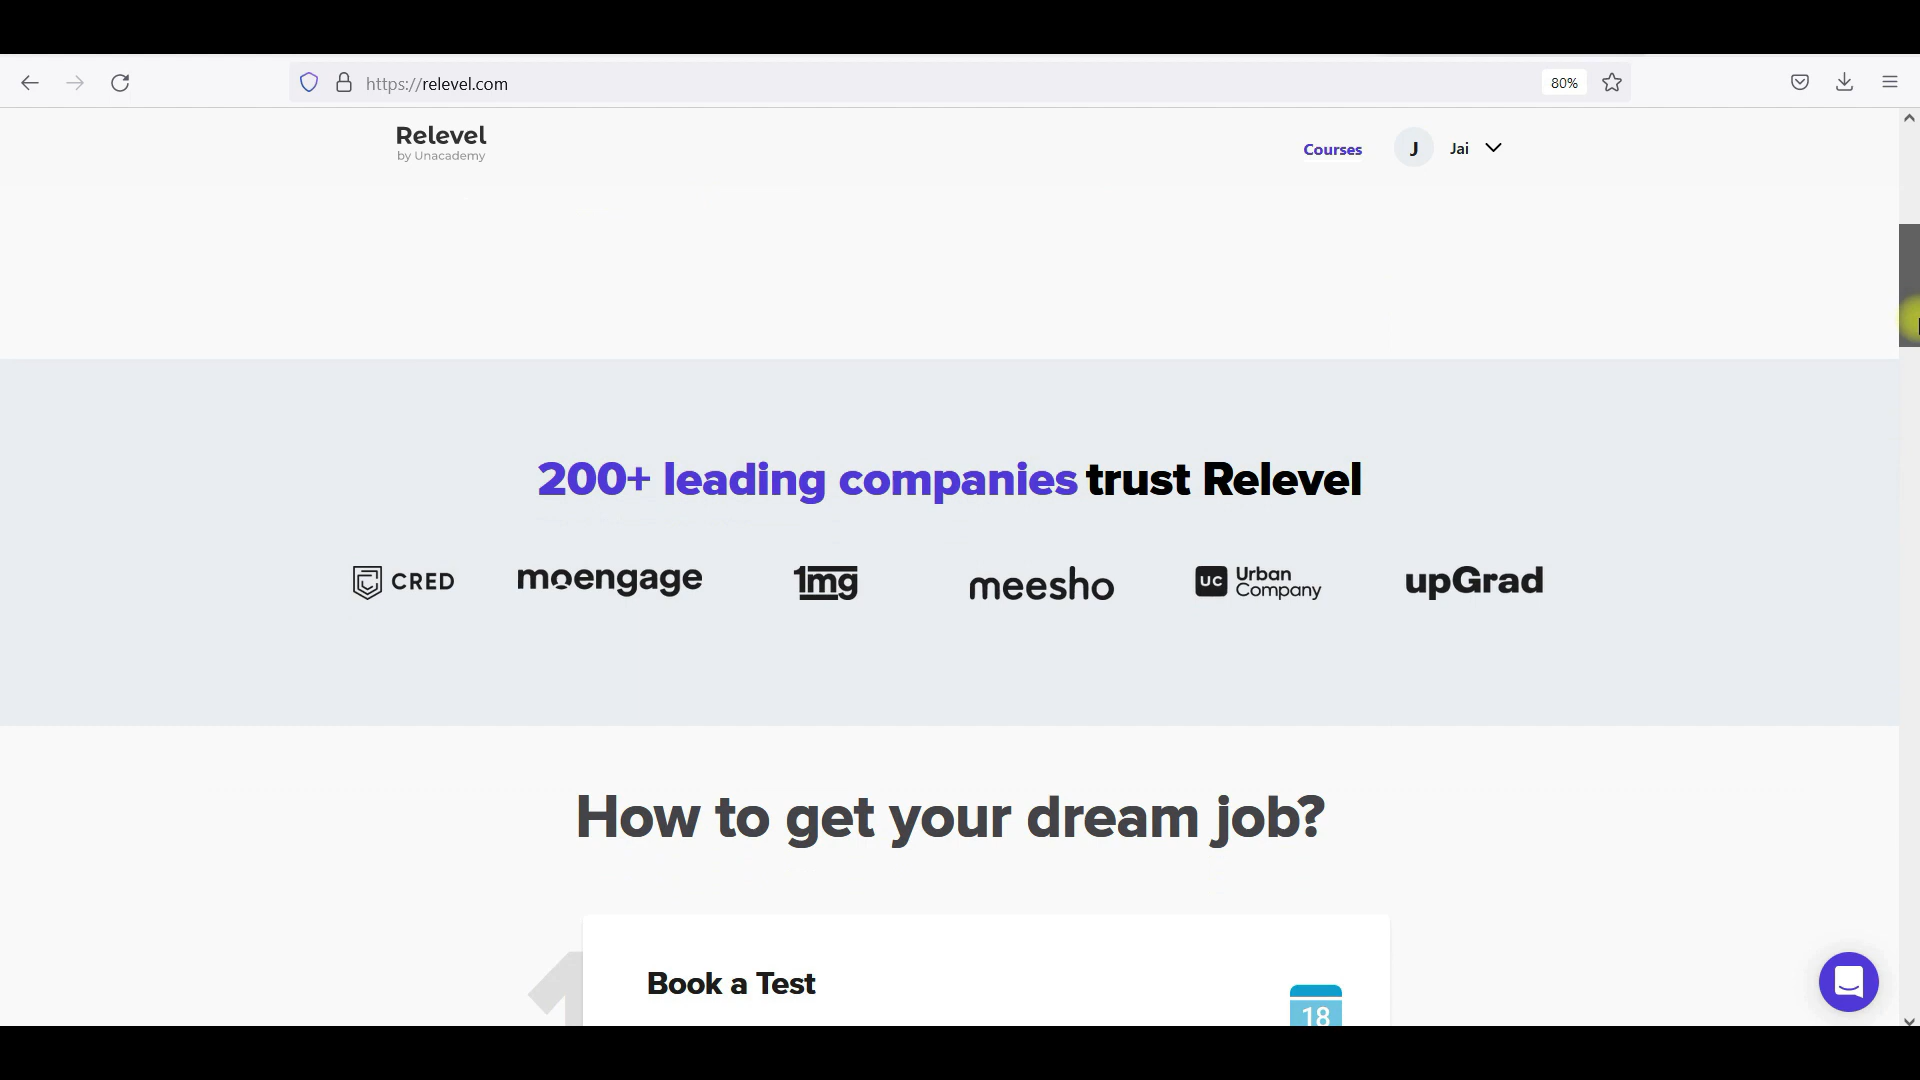 https://relevel.com
80%
Relevel
by Unacademy
Courses
J
Jai
200+ leading companies trust Relevel
CRED
moengage
1mg
meesho
UC
Urban
Company
upGrad
How to get your dream job?
1
Book a Test
18